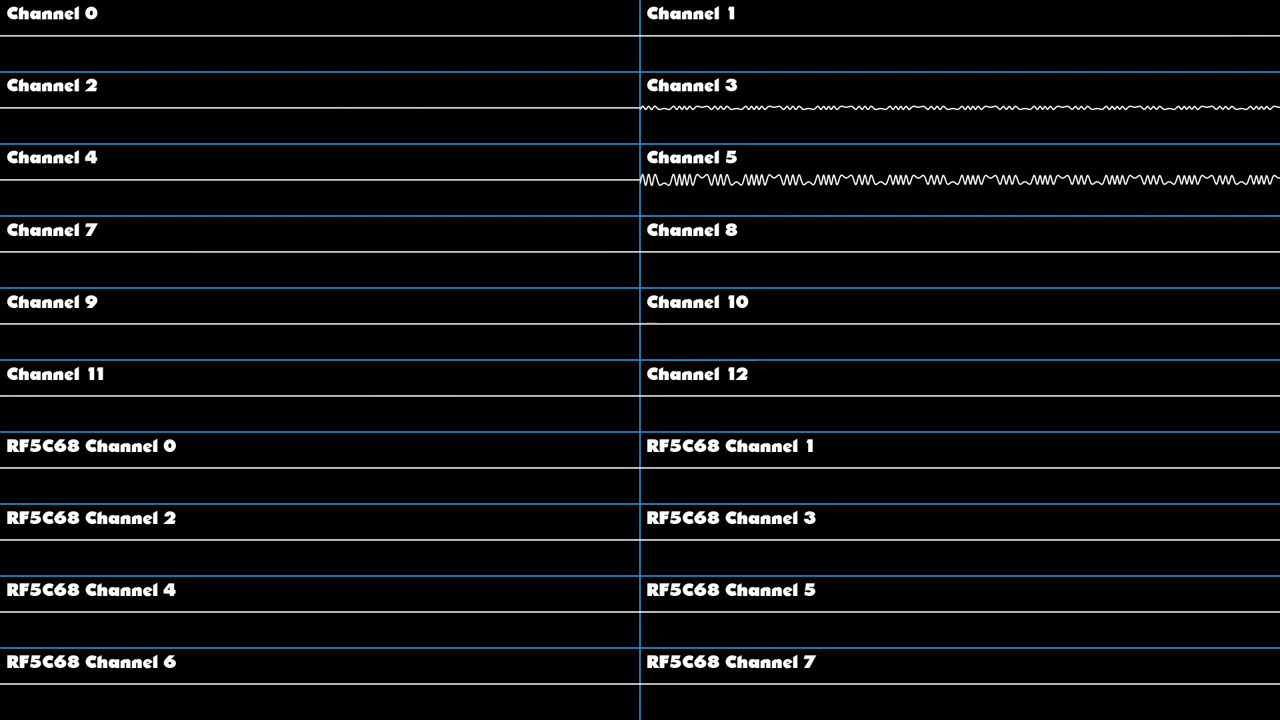 Channel 0
Channel 1
Channel 2
Channel 3
Channel 4
Channel 5
Channel 7
Channel 8
Channel 9
Channel 10
Channel 11
Channel 12
RF5C68 Channel 0
RF5C68 Channel 1
RF5C68 Channel 2
RF5C68 Channel 3
RF5C68 Channel 4
RF5C68 Channel 5
RF5C68 Channel 6
RF5C68 Channel 7